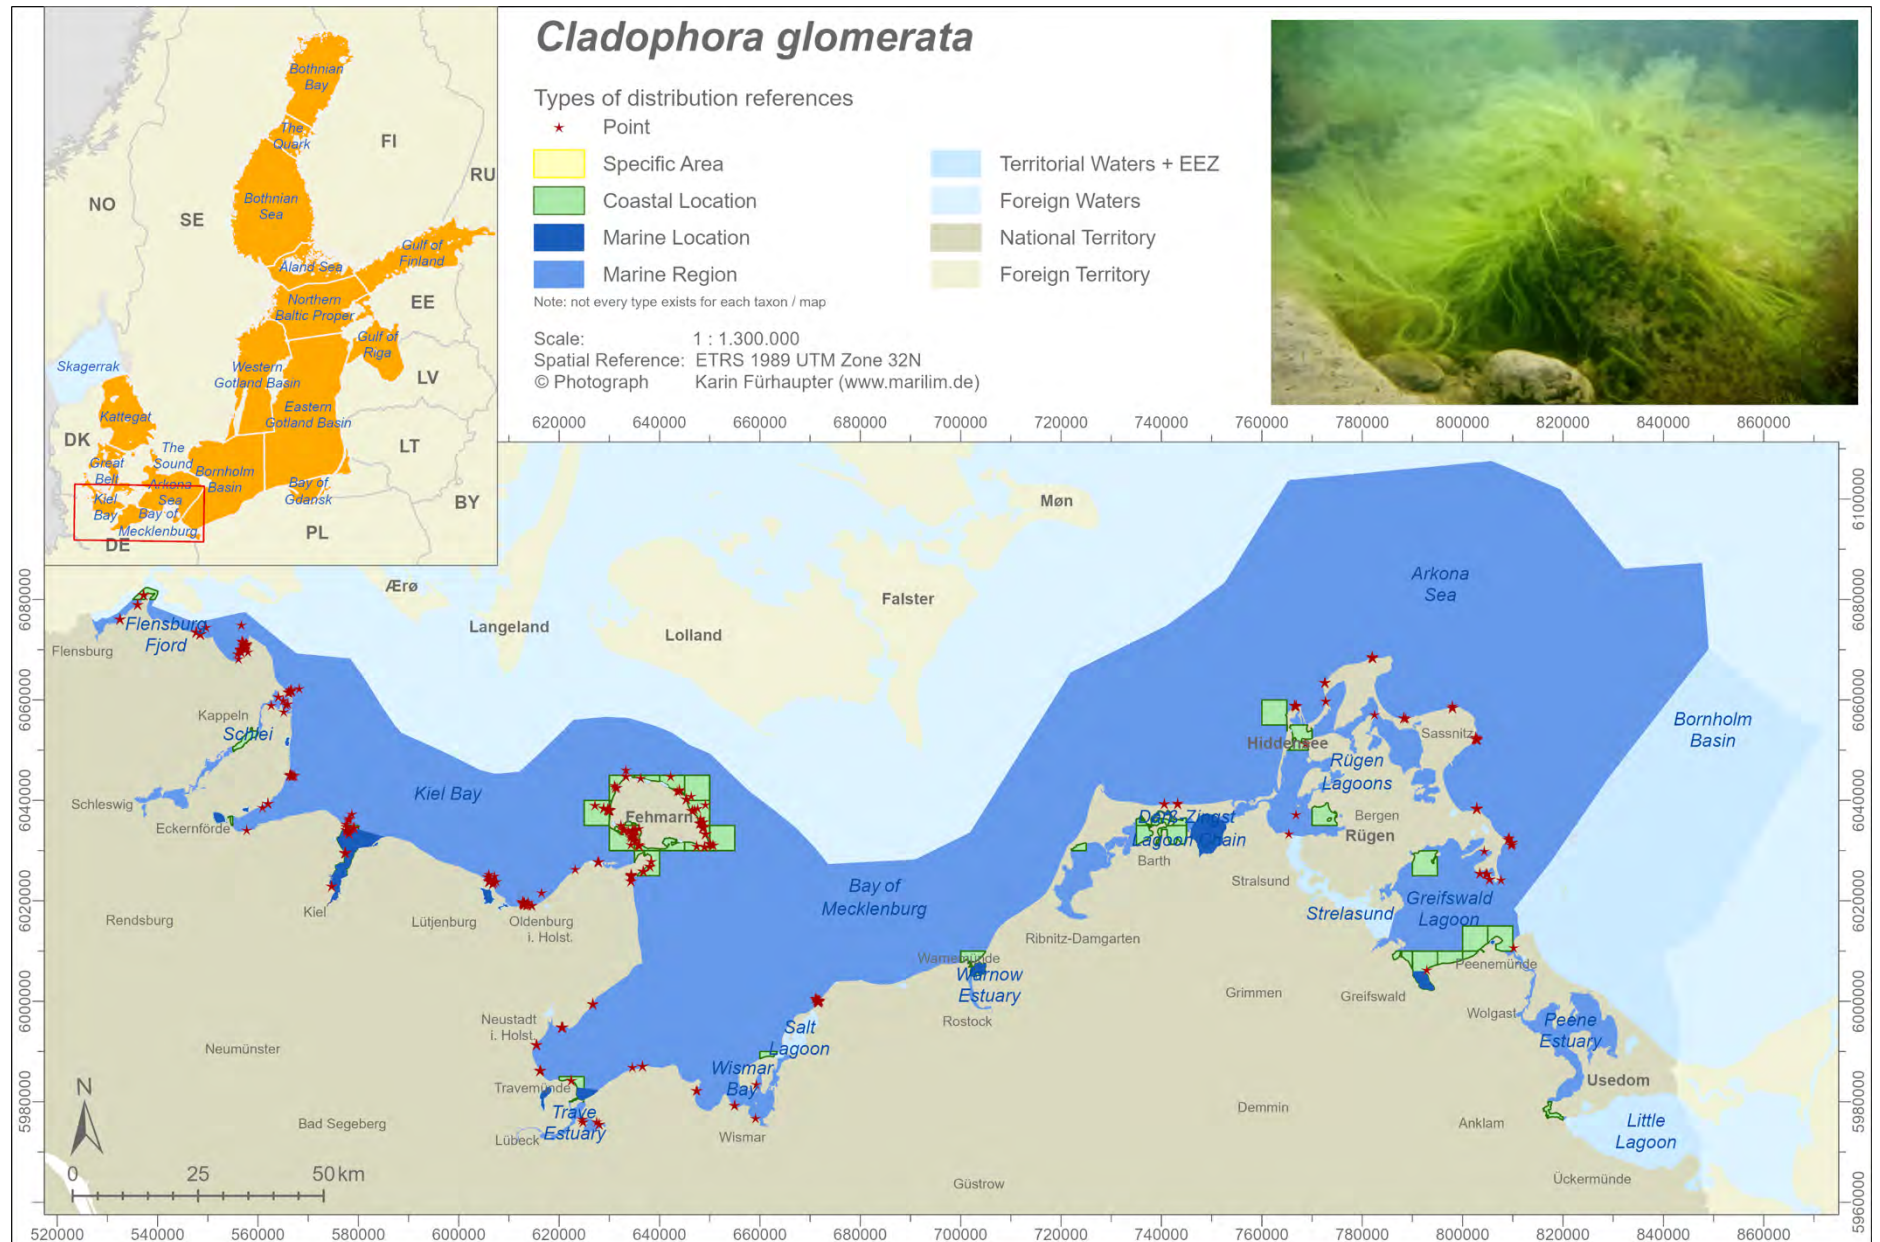 Cladophora glomerata
Types of distribution references
Point
Specific Area
Coastal Location
Marine Location
Marine Region
Territorial Waters + EEZ
Foreign Waters
National Territory
Foreign Territory
Note: not every type exists for each taxon / map
Scale: 1 : 1.300.000
Spatial Reference: ETRS 1989 UTM Zone 32N
© Photograph Karin Fürhaupter (www.marilim.de)
Bothnian
Bay
The
Quark
FI
RU
NO
SE
Bothnian
Sea
Gulf of
Finland
Åland Sea
Northern
Baltic Proper
EE
Gulf of
Riga
Skagerrak
Western
Gotland Basin
LV
Eastern
Gotland Basin
Kattegat
DK
The
Sound
LT
Great
Belt
Bornholm
Basin
Arkona
Sea
Bay of
Gdansk
Kiel
Bay
Bay of
Mecklenburg
BY
PL
DE
620000 640000 660000 680000 700000 720000 740000 760000 780000 800000 820000 840000 860000
6100000
6080000
6060000
6040000
6020000
6000000
5980000
5960000
6080000
6060000
6040000
6020000
6000000
5980000
Møn
Ærø
Langeland
Lolland
Falster
Arkona
Sea
Flensburg
Fjord
Flensburg
Kappeln
Schlei
Schleswig
Eckernförde
Kiel Bay
Fehmarn
Hiddensee
Sassnitz
Rügen
Lagoons
Bornholm
Basin
Bergen
Rügen
Darß-Zingst
Lagoon Chain
Barth
Stralsund
Strelasund
Greifswald
Lagoon
Rendsburg
Kiel
Lütjenburg
Oldenburg
i. Holst.
Bay of
Mecklenburg
Ribnitz-Damgarten
Warnemünde
Warnow
Estuary
Rostock
Grimmen
Greifswald
Peenemünde
Wolgast
Peene
Estuary
Usedom
Neustadt
i. Holst.
Salt
Lagoon
Neumünster
Wismar
Bay
Travemünde
Trave
Estuary
Lübeck
Wismar
Bad Segeberg
Demmin
Anklam
Little
Lagoon
Ückermünde
Güstrow
N
0 25 50 km
520000 540000 560000 580000 600000 620000 640000 660000 680000 700000 720000 740000 760000 780000 800000 820000 840000 860000